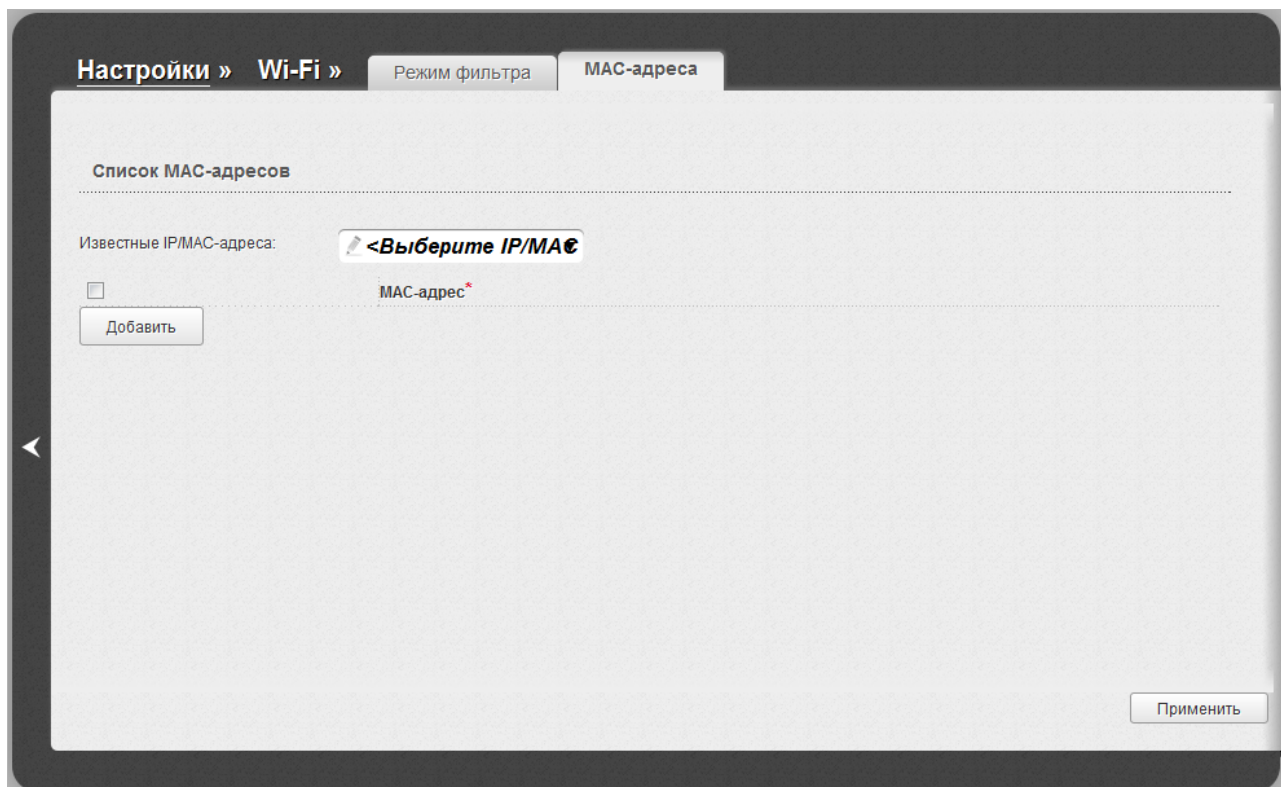 Настройки » Wi-Fi » Режим фильтра MAC-адреса
Список MAC-адресов
Известные IP/MAC-адреса: <Выберите IP/MA
MAC-адрес*
Добавить
Применить